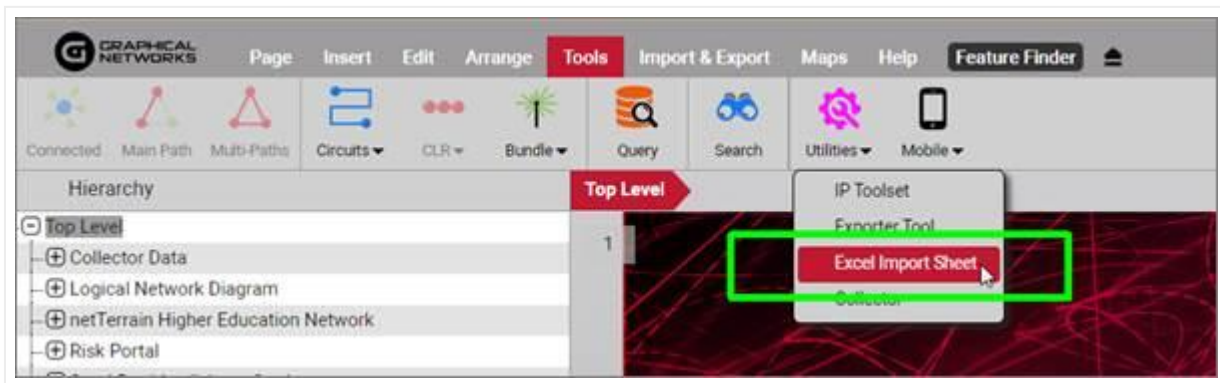 GRAPHICAL
NETWORKS
Page Insert Edit Arrange Tools Import & Export Maps Help Feature Finder
Connected Main Path Multi-Paths Circuits CLR Bundle Query Search Utilities Mobile
Hierarchy
Top Level
IP Toolset
Exporter Tool
Excel Import Sheet
Collector
Top Level
Collector Data
Logical Network Diagram
netTerrain Higher Education Network
Risk Portal
1